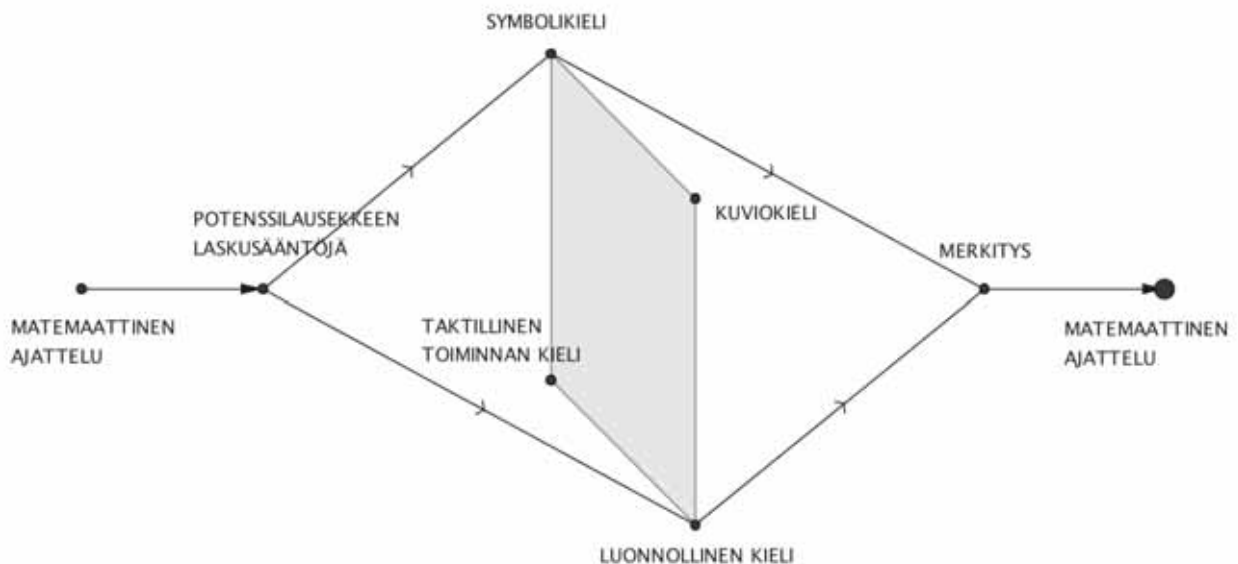 SYMBOLIKIELI
POTENSSILAUSEKKEEN
LASKUSÄÄNTÖJÄ
KUVIOKIELI
MERKITYS
MATEMAATTINEN
AJATTELU
TAKTILLINEN
TOIMINNAN KIELI
MATEMAATTINEN
AJATTELU
LUONNOLLINEN KIELI